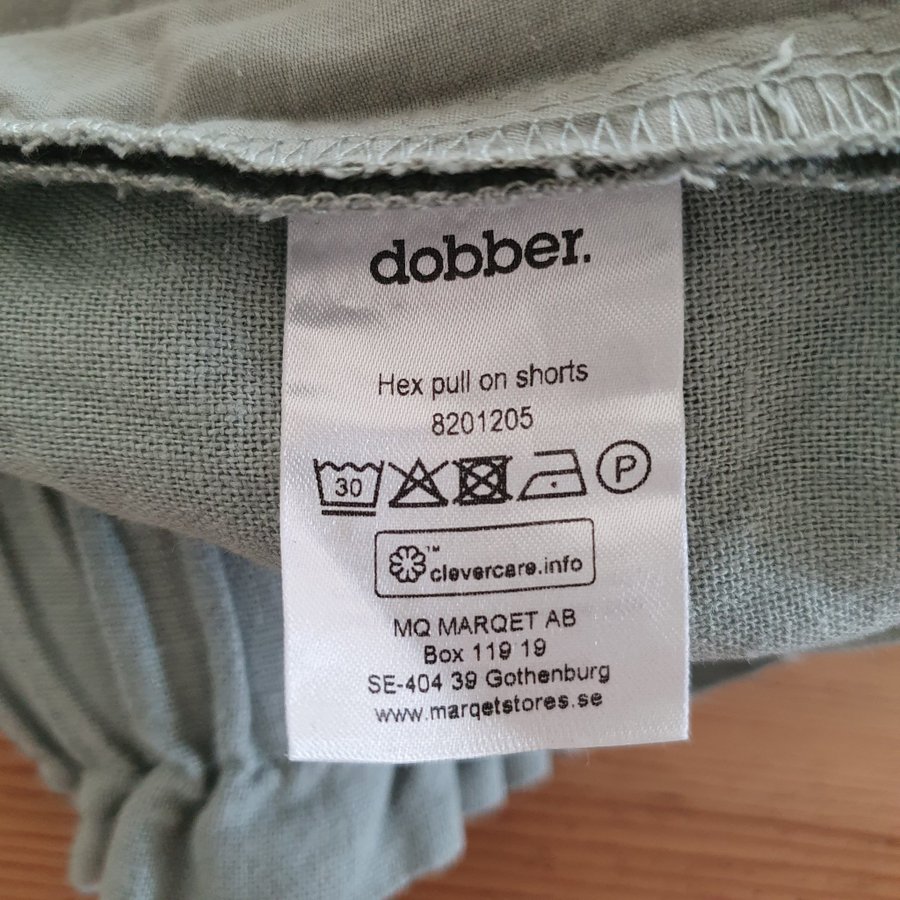 dobber.
Hex pull on shorts
8201205
30 P
™
clevercare.info
MQ MARQET AB
Box 119 19
SE-404 39 Gothenburg
www.marqetstores.se